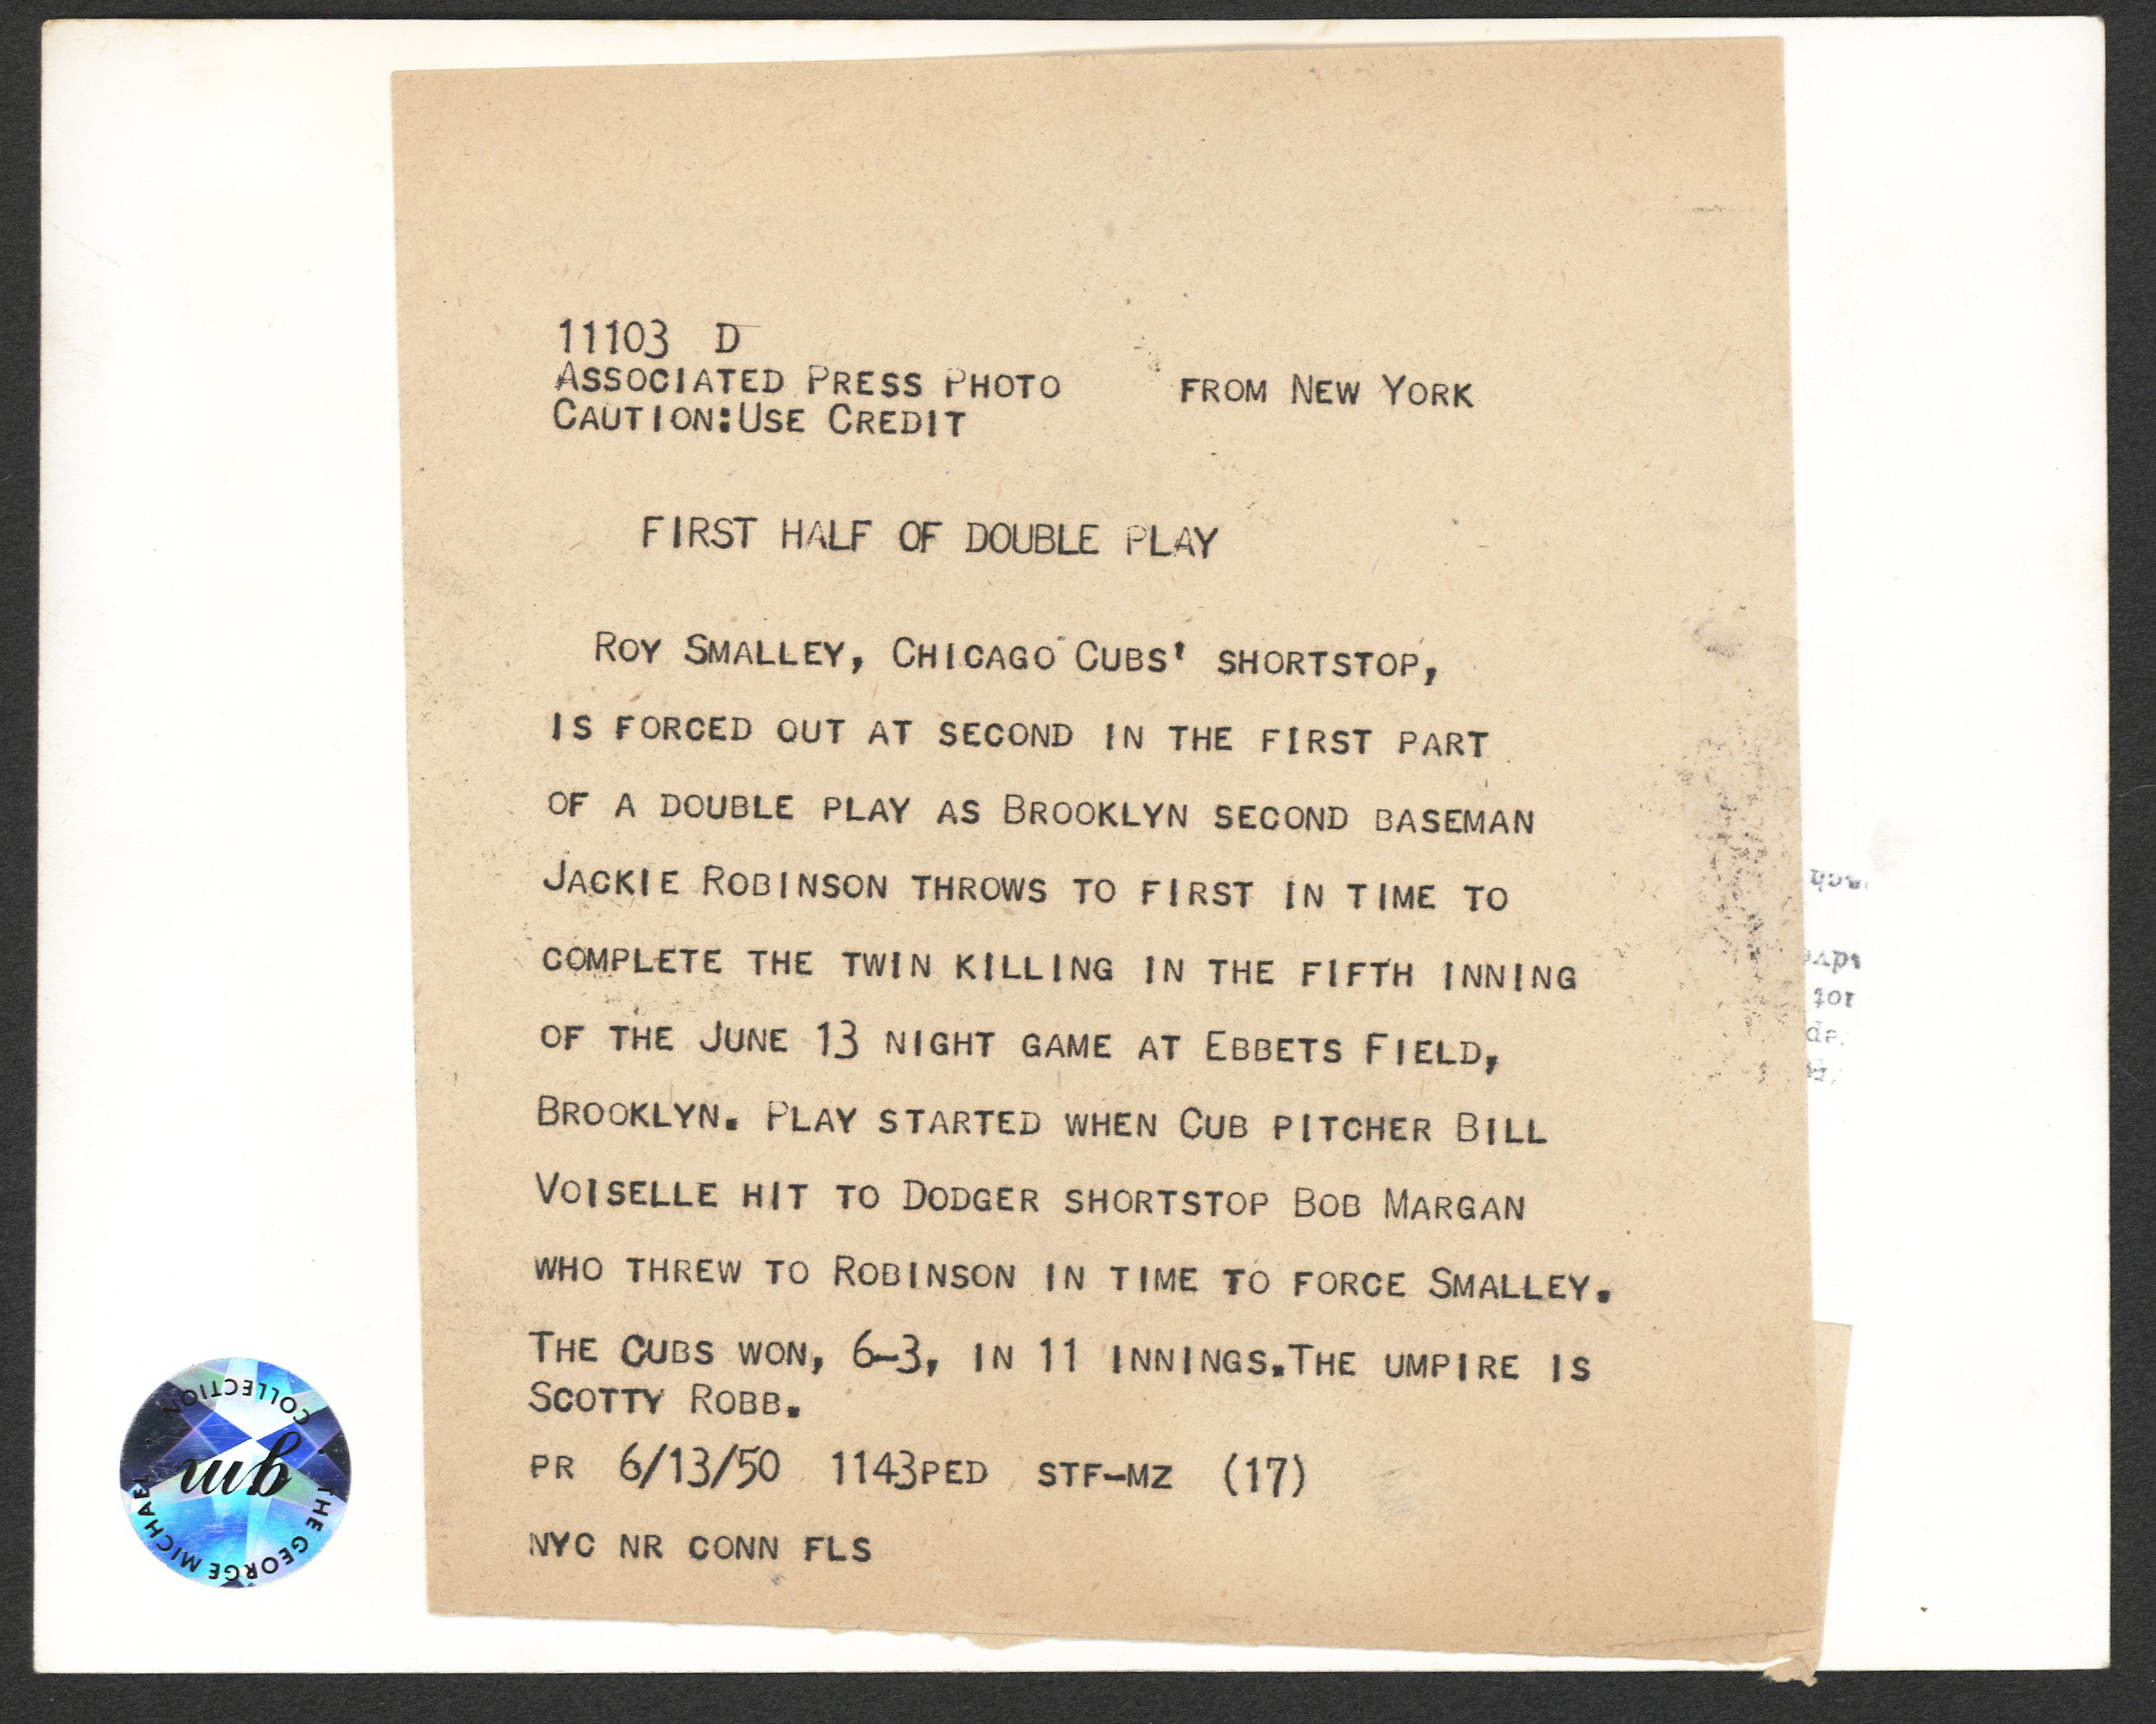 11103 D
ASSOCIATED PRESS PHOTO FROM NEW YORK
CAUTION:USE CREDIT
FIRST HALF OF DOUBLE PLAY
ROY SMALLEY, CHICAGO CUBS' SHORTSTOP,
IS FORCED OUT AT SECOND IN THE FIRST PART
OF A DOUBLE PLAY AS BROOKLYN SECOND BASEMAN
JACKIE ROBINSON THROWS TO FIRST IN TIME TO
COMPLETE THE TWIN KILLING IN THE FIFTH INNING
OF THE JUNE 13 NIGHT GAME AT EBBETS FIELD,
BROOKLYN. PLAY STARTED WHEN CUB PITCHER BILL
VOISELLE HIT TO DODGER SHORTSTOP BOB MARGAN
WHO THREW TO ROBINSON IN TIME TO FORCE SMALLEY.
THE CUBS WON, 6-3, IN 11 INNINGS.THE UMPIRE IS
SCOTTY ROBB.
PR 6/13/50 1143PED STF-MZ (17)
NYC NR CONN FLS
THE GEORGE MICHAEL
COLLECTION
gm